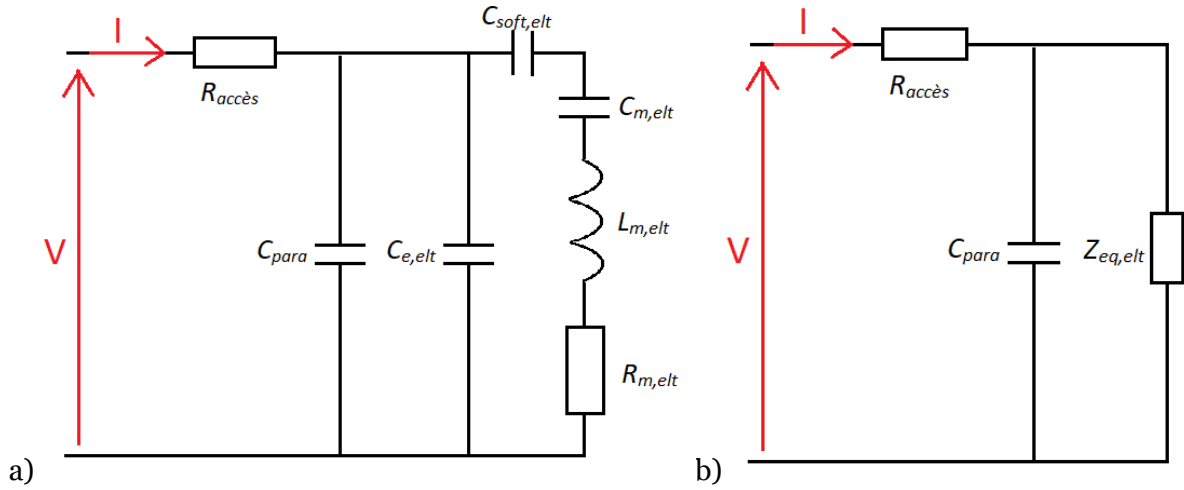 I
R_accès
C_soft,elt
C_m,elt
L_m,elt
V
C_para
C_e,elt
R_m,elt
a)
I
R_accès
V
C_para
Z_eq,elt
b)